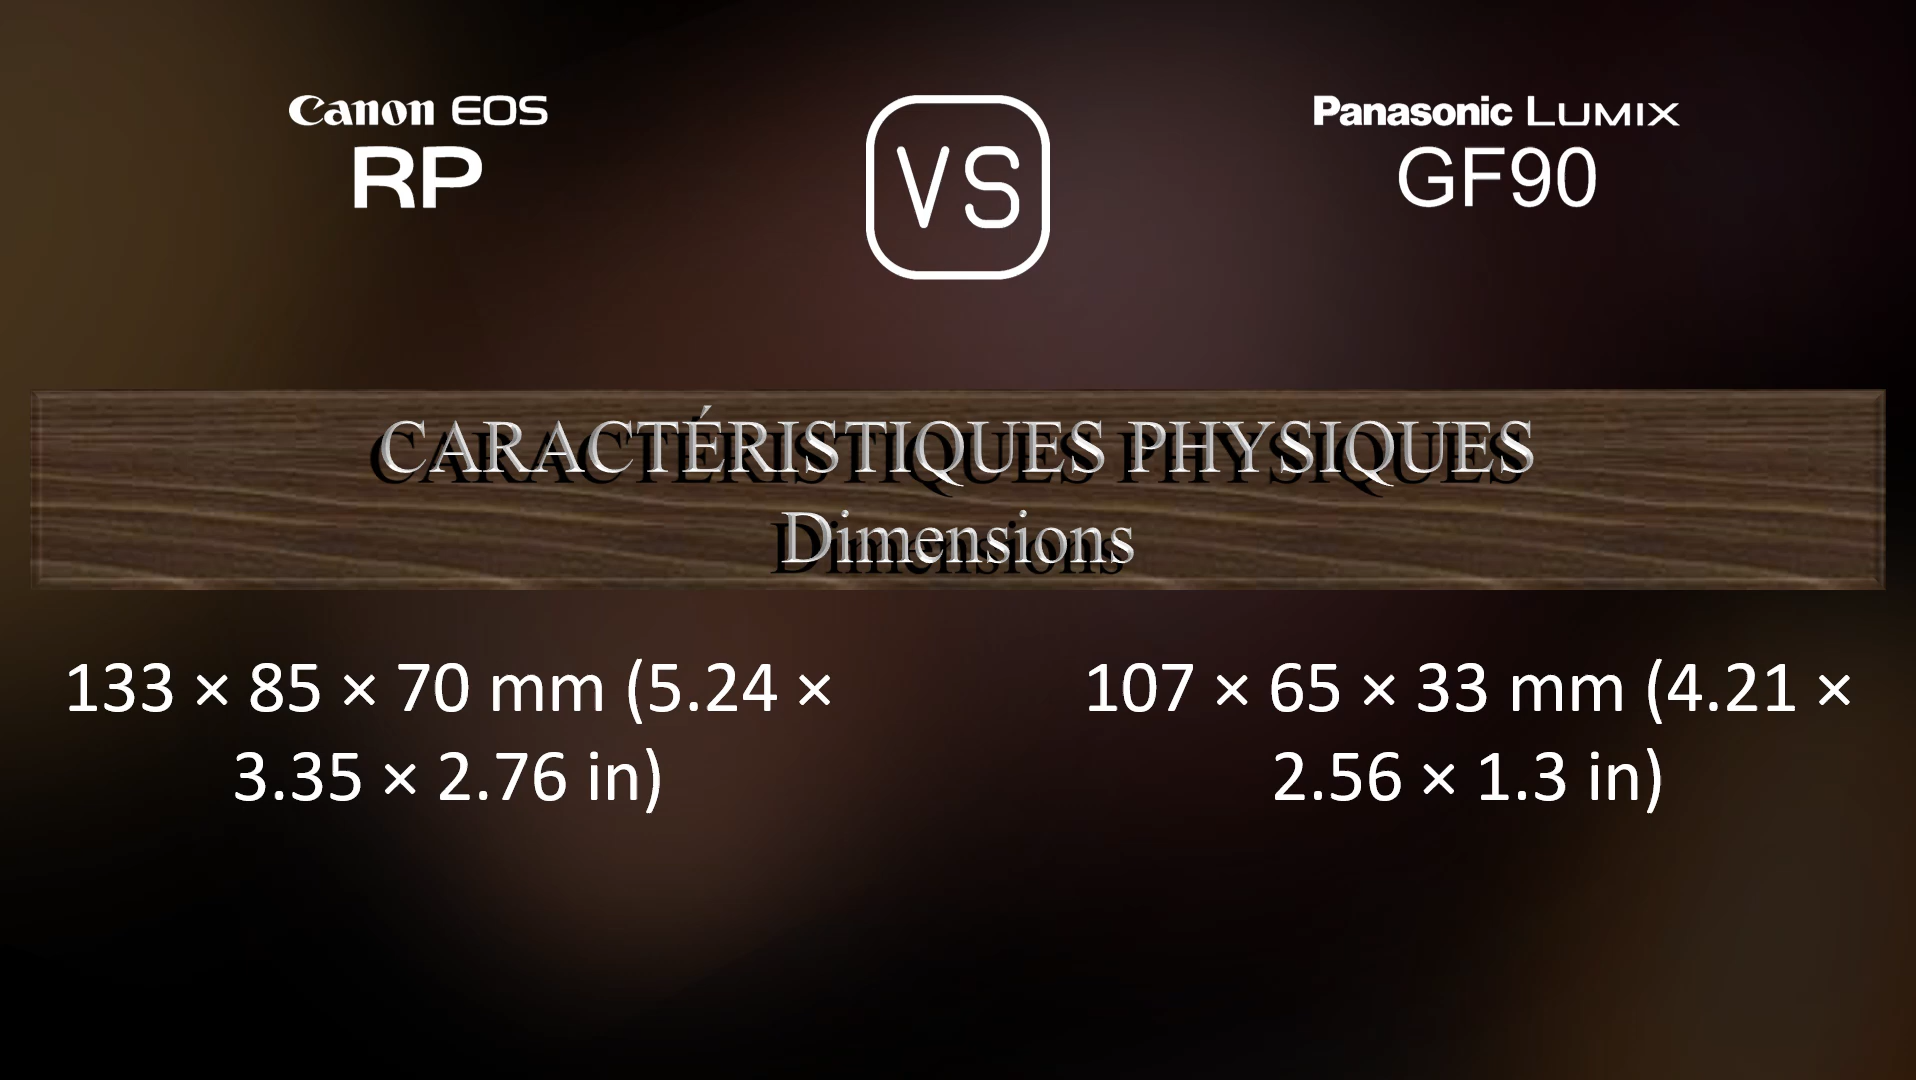 Canon EOS
RP
VS
Panasonic LUMIX
GF90
CARACTÉRISTIQUES PHYSIQUES
Dimensions
133 × 85 × 70 mm (5.24 ×
3.35 × 2.76 in)
107 × 65 × 33 mm (4.21 ×
2.56 × 1.3 in)